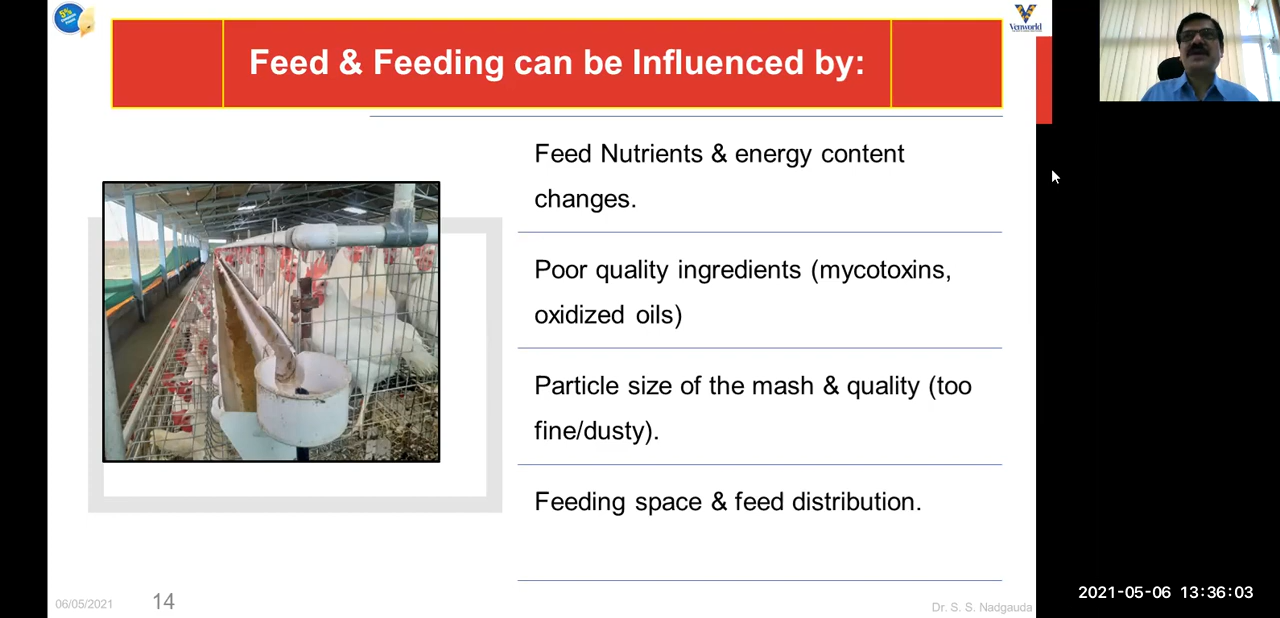 5%
Venworld
Feed & Feeding can be Influenced by:
Feed Nutrients & energy content
changes.
Poor quality ingredients (mycotoxins,
oxidized oils)
Particle size of the mash & quality (too
fine/dusty).
Feeding space & feed distribution.
06/05/2021
14
Dr. S. S. Nadgauda
2021-05-06 13:36:03